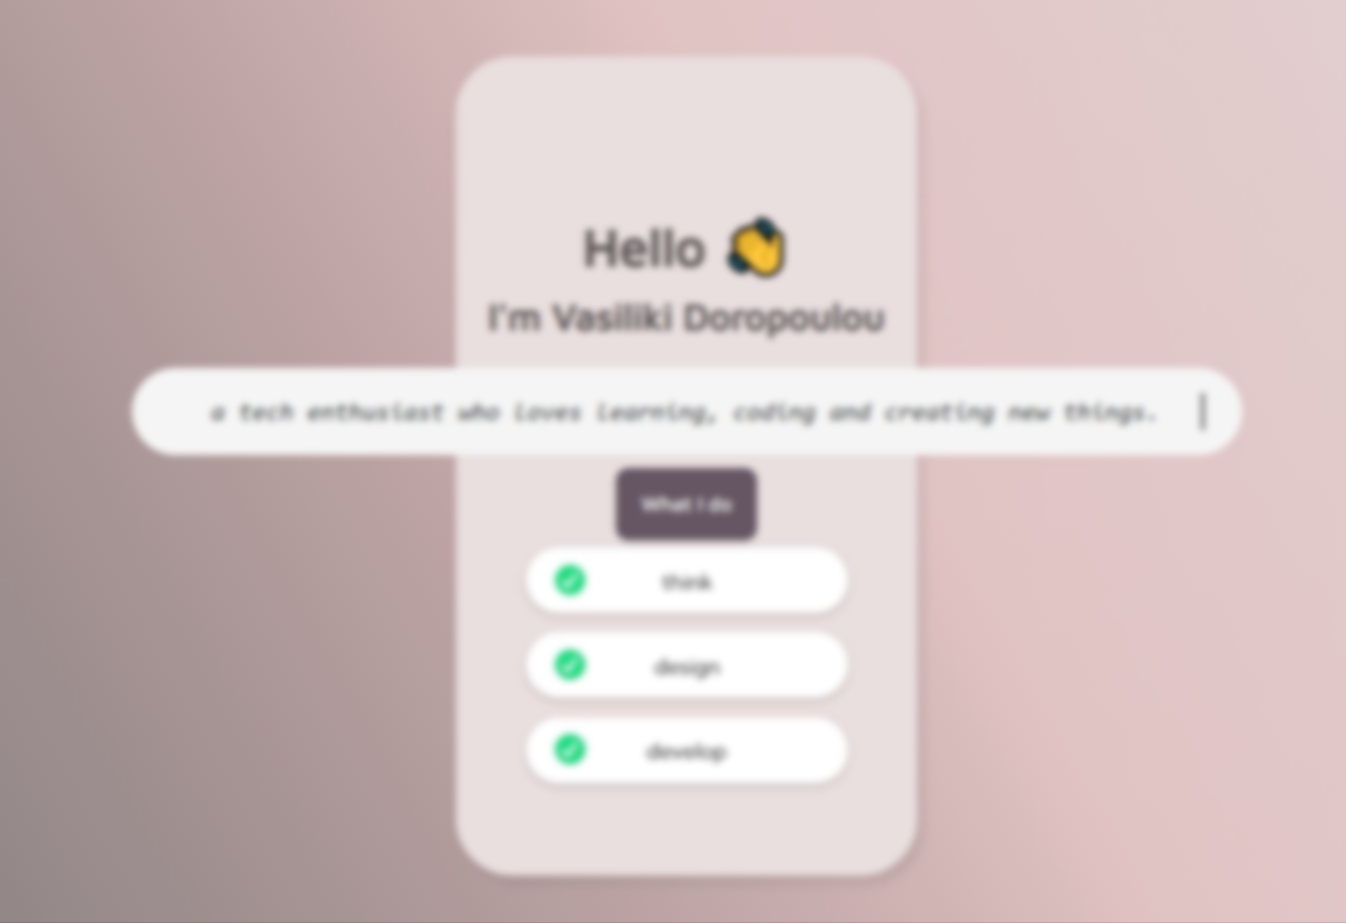 Hello
I'm Vasiliki Doropoulou
a tech enthusiast who loves learning, coding and creating new things.
What I do
think
design
develop